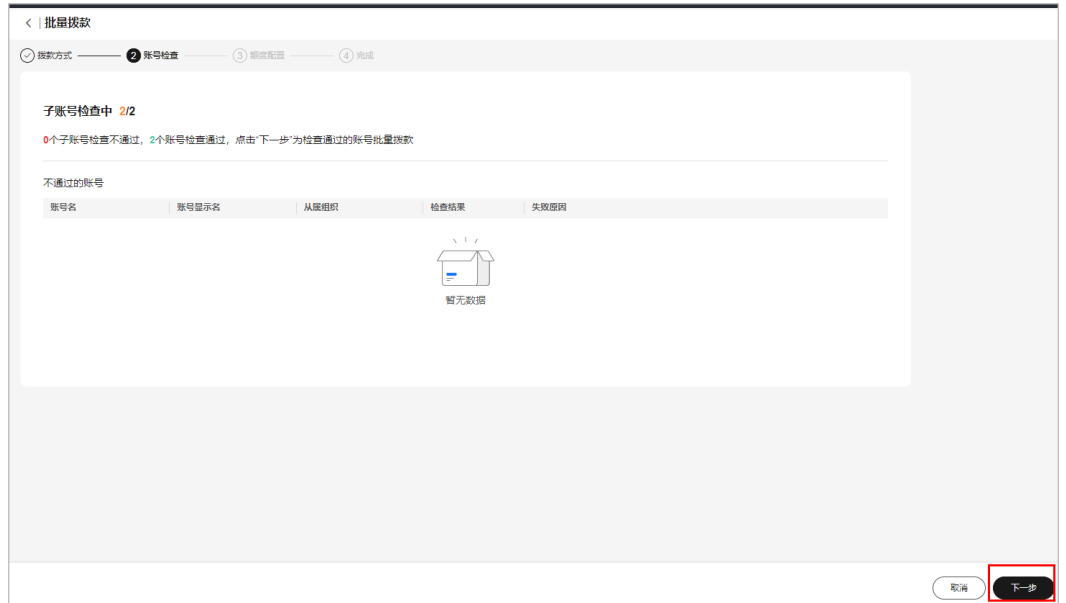 批量拨款
拨款方式 2 账号检查 3 额度配置 4 完成
子账号检查中 2/2
0个子账号检查不通过，2个账号检查通过，点击“下一步”为检查通过的账号批量拨款
不通过的账号
账号名 账号显示名 从属组织 检查结果 失败原因
暂无数据
取消 下一步